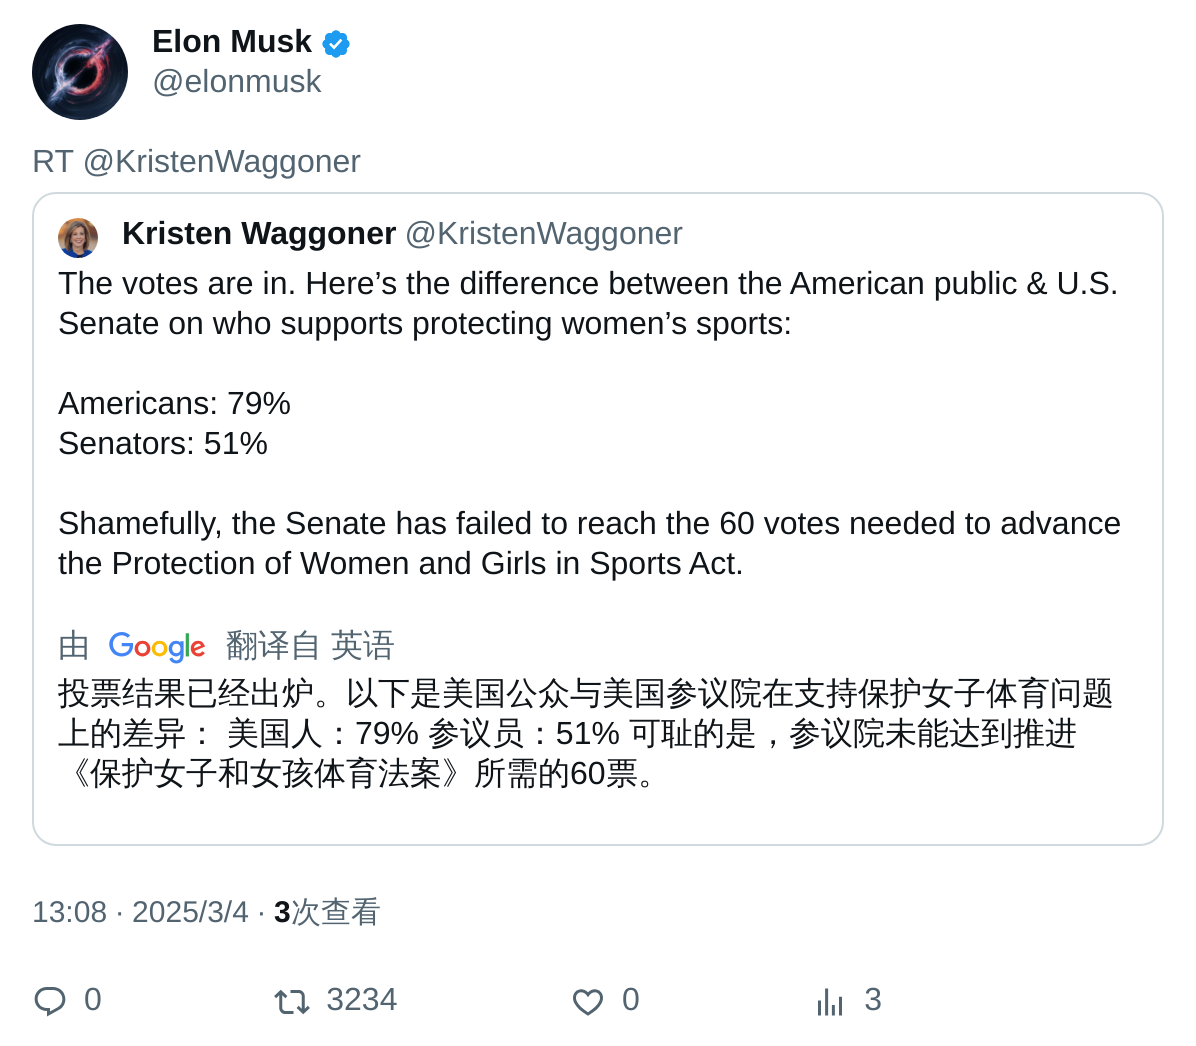 Elon Musk
@elonmusk
RT @KristenWaggoner
Kristen Waggoner @KristenWaggoner
The votes are in. Here’s the difference between the American public & U.S.
Senate on who supports protecting women’s sports:
Americans: 79%
Senators: 51%
Shamefully, the Senate has failed to reach the 60 votes needed to advance
the Protection of Women and Girls in Sports Act.
由 Google 翻译自 英语
投票结果已经出炉。以下是美国公众与美国参议院在支持保护女子体育问题
上的差异： 美国人：79% 参议员：51% 可耻的是，参议院未能达到推进
《保护女子和女孩体育法案》所需的60票。
13:08 · 2025/3/4 · 3次查看
0 3234 0 3